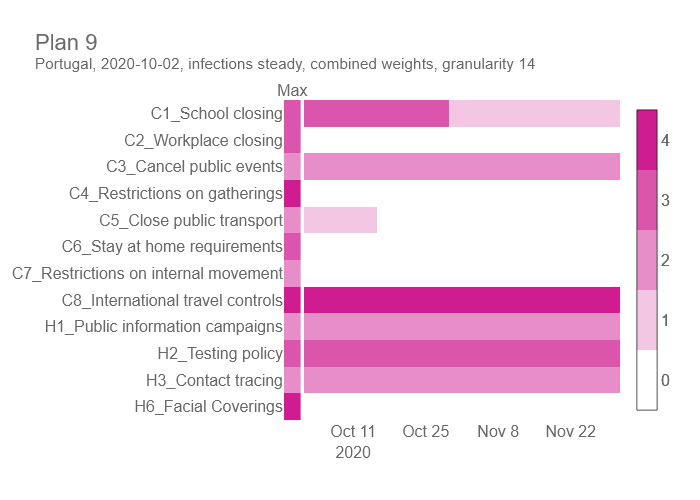 Plan 9
Portugal, 2020-10-02, infections steady, combined weights, granularity 14
Max
C1_School closing
C2_Workplace closing
C3_Cancel public events
C4_Restrictions on gatherings
C5_Close public transport
C6_Stay at home requirements
C7_Restrictions on internal movement
C8_International travel controls
H1_Public information campaigns
H2_Testing policy
H3_Contact tracing
H6_Facial Coverings
Oct 11 Oct 25 Nov 8 Nov 22
2020
4
3
2
1
0